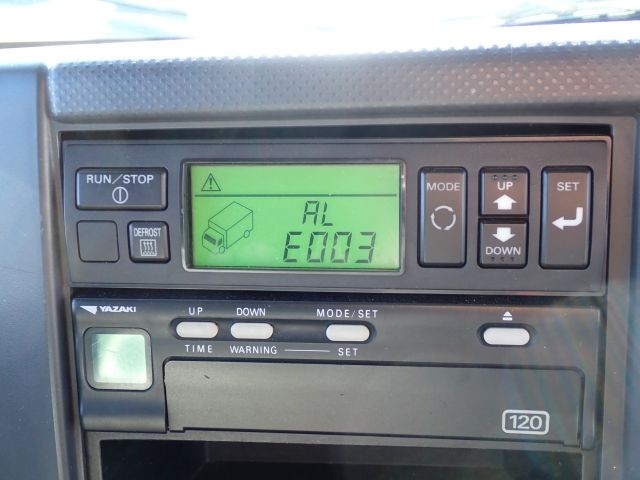 RUN/STOP
DEFROST
AL
E003
MODE
UP
DOWN
SET
YAZAKI
UP DOWN MODE/SET
TIME WARNING SET
120